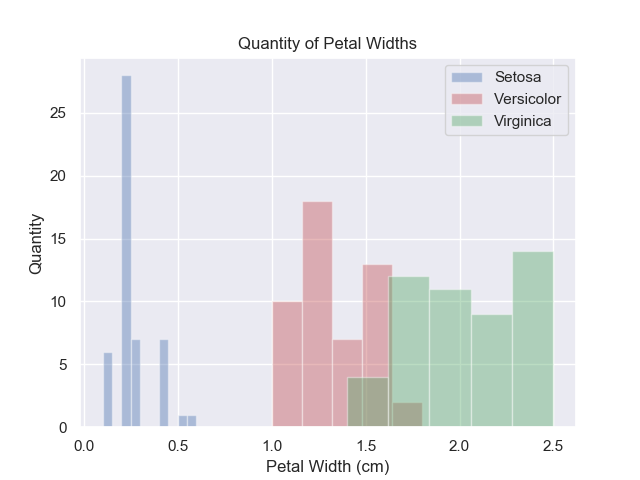 Quantity of Petal Widths
Setosa
Versicolor
Virginica
Quantity
25
20
15
10
5
0
0.0 0.5 1.0 1.5 2.0 2.5
Petal Width (cm)